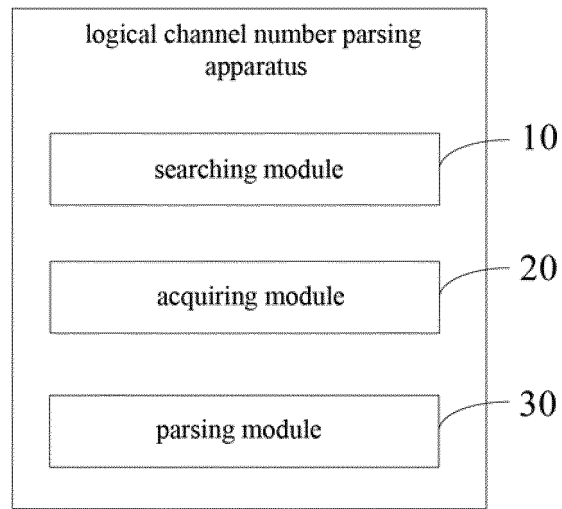 logical channel number parsing
apparatus
searching module
10
acquiring module
20
parsing module
30